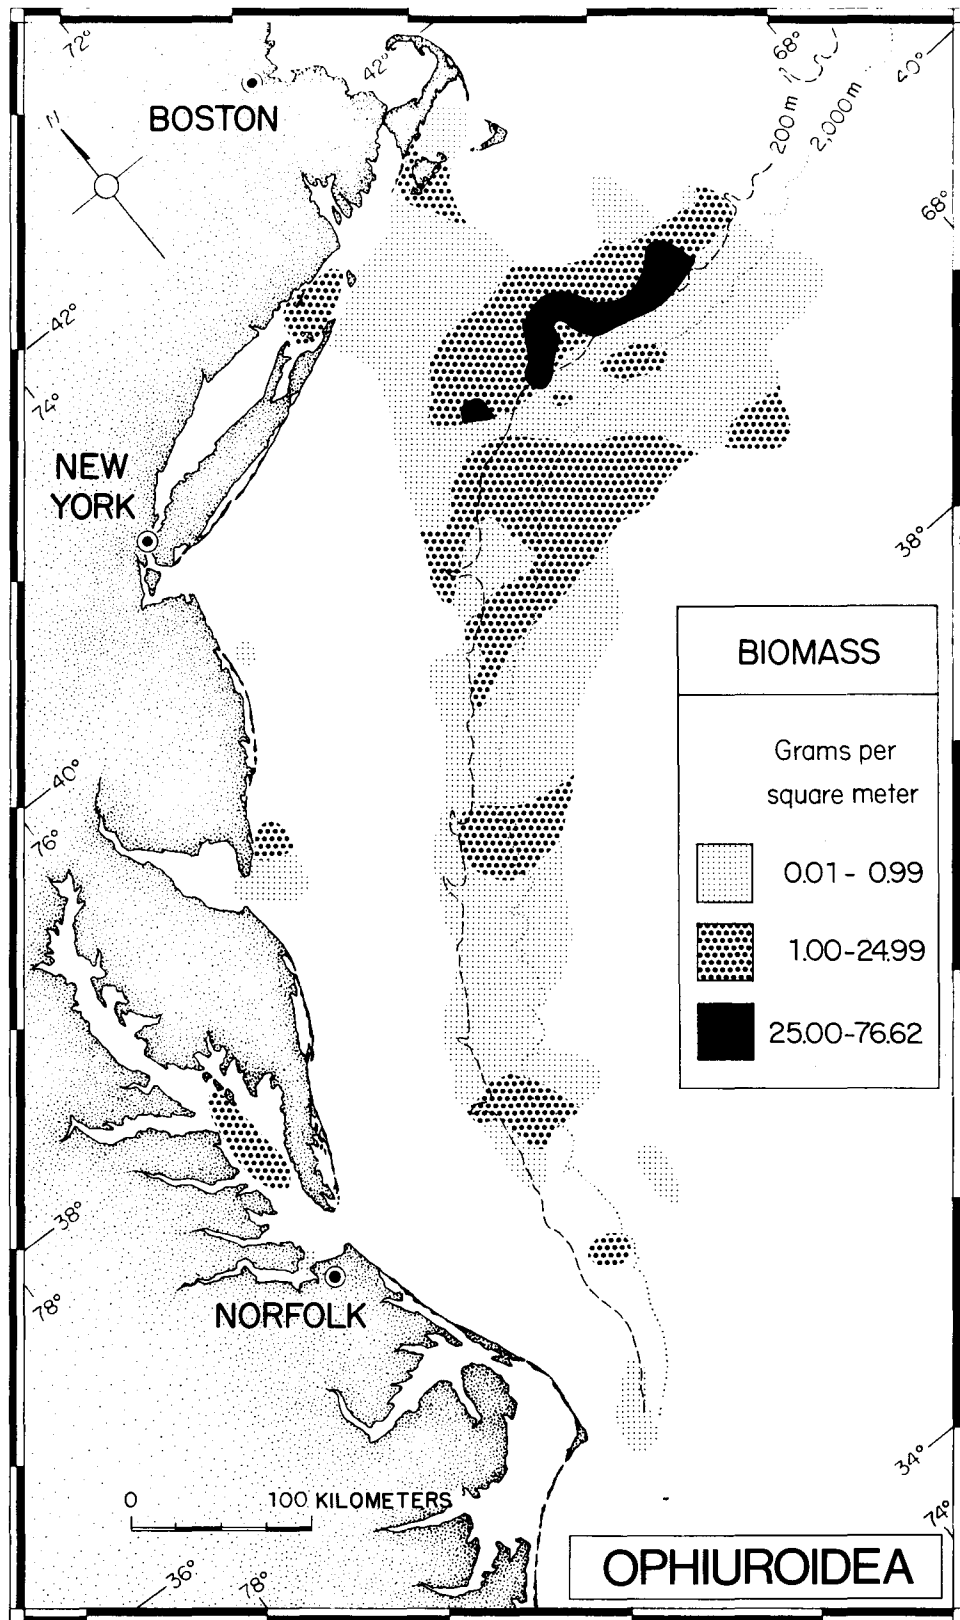 72°
42°
68°
40°
BOSTON
N
200 m
2,000 m
68°
42°
74°
NEW
YORK
38°
BIOMASS
Grams per
square meter
0.01 - 0.99
1.00-24.99
25.00-76.62
40°
76°
38°
78°
NORFOLK
34°
74°
0 100 KILOMETERS
36°
78°
OPHIUROIDEA